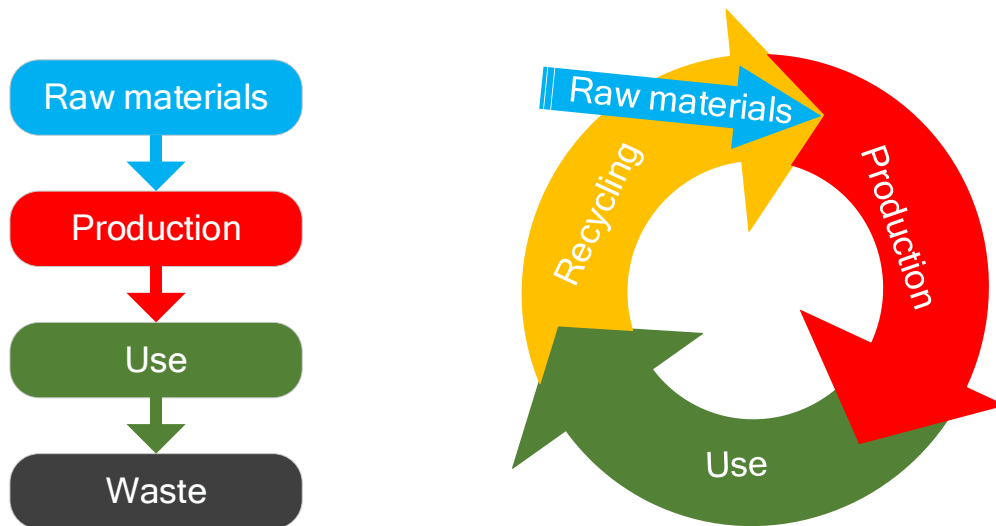 Raw materials
Production
Use
Waste
Raw materials
Production
Use
Recycling